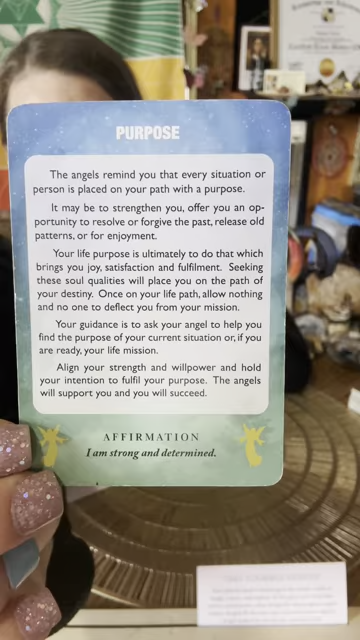 PURPOSE
The angels remind you that every situation or
person is placed on your path with a purpose.
It may be to strengthen you, offer you an op-
portunity to resolve or forgive the past, release old
patterns, or for enjoyment.
Your life purpose is ultimately to do that which
brings you joy, satisfaction and fulfilment. Seeking
these soul qualities will place you on the path of
your destiny. Once on your life path, allow nothing
and no one to deflect you from your mission.
Your guidance is to ask your angel to help you
find the purpose of your current situation or, if you
are ready, your life mission.
Align your strength and willpower and hold
your intention to fulfil your purpose. The angels
will support you and you will succeed.
AFFIRMATION
I am strong and determined.